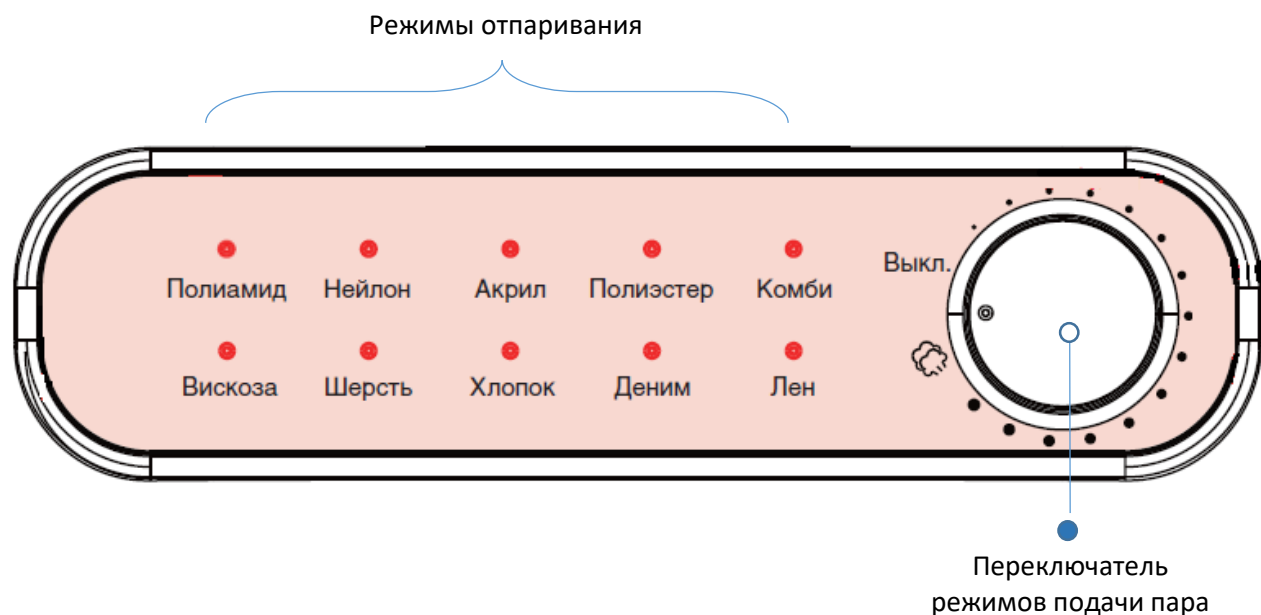 Режимы отпаривания
Выкл.
Полиамид Нейлон Акрил Полиэстер Комби
Вискоза Шерсть Хлопок Деним Лен
Переключатель
режимов подачи пара